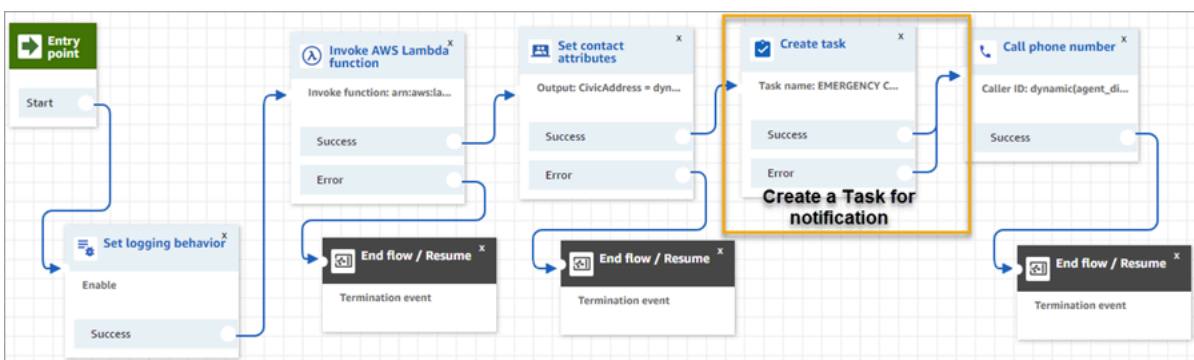 Entry
point
Start
Set logging behavior
x
Enable
Success
Invoke AWS Lambda
function
x
Invoke function: arn:aws:la...
Success
Error
End flow / Resume
x
Termination event
Set contact
attributes
x
Output: CivicAddress = dyn...
Success
Error
End flow / Resume
x
Termination event
Create task
x
Task name: EMERGENCY C...
Success
Error
Create a Task for
notification
Call phone number
x
Caller ID: dynamic(agent_di...
Success
End flow / Resume
x
Termination event